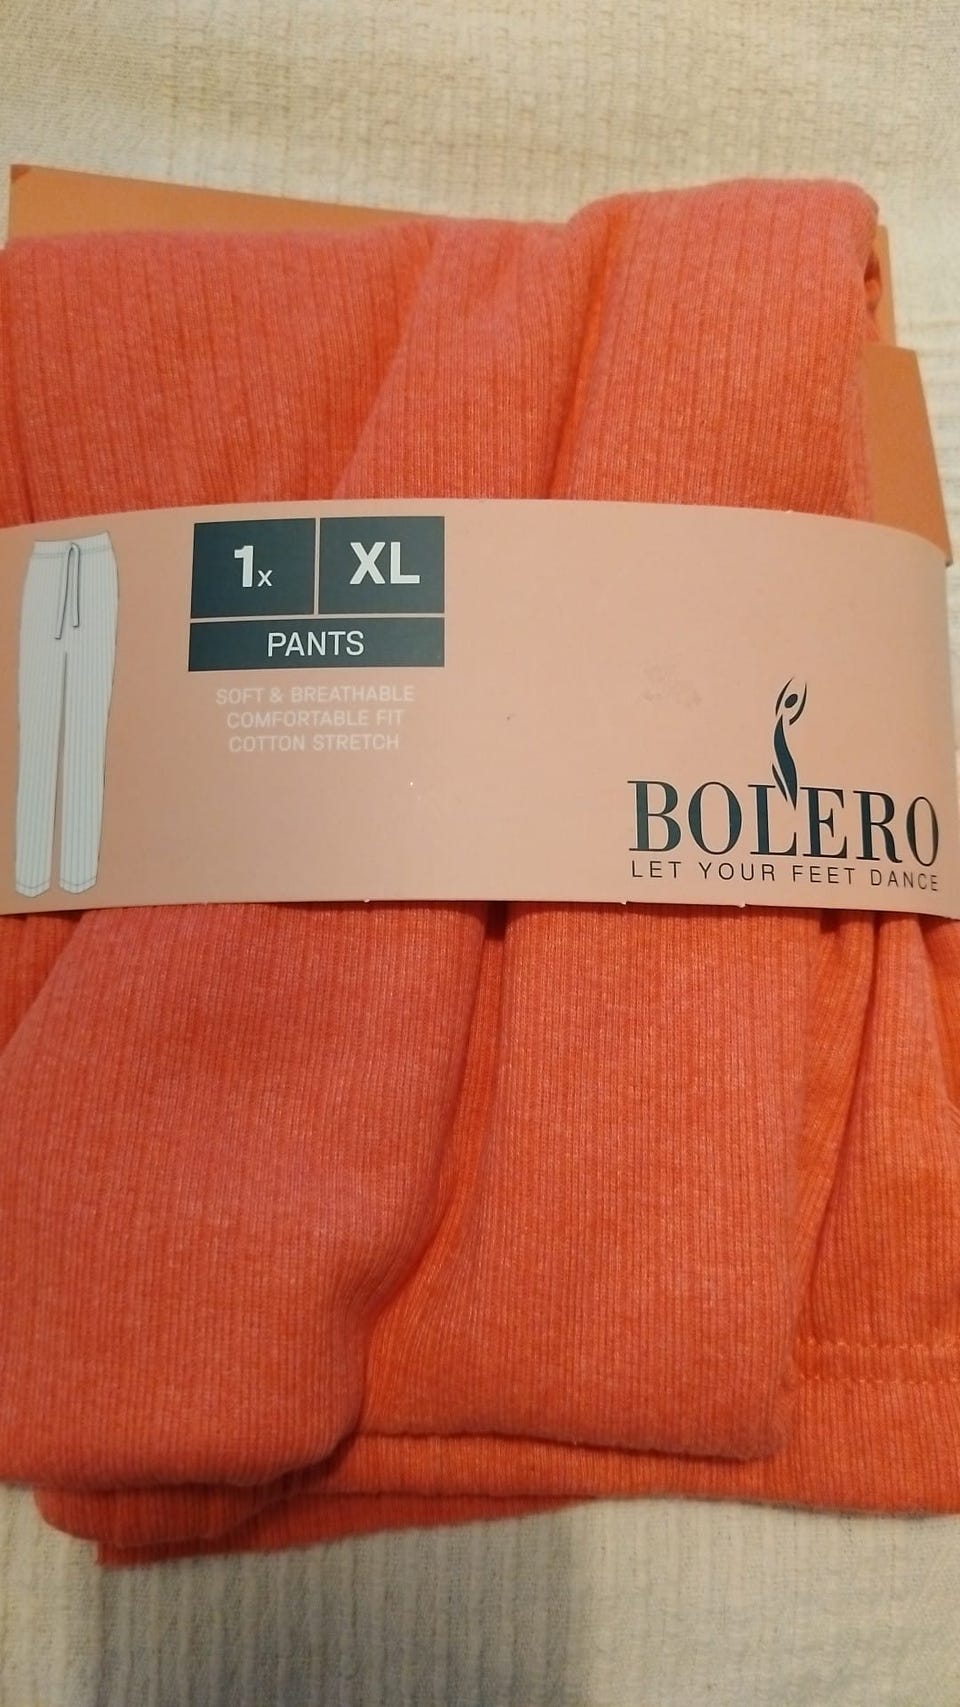 1x
XL
PANTS
SOFT & BREATHABLE
COMFORTABLE FIT
COTTON STRETCH
BOLERO
LET YOUR FEET DANCE